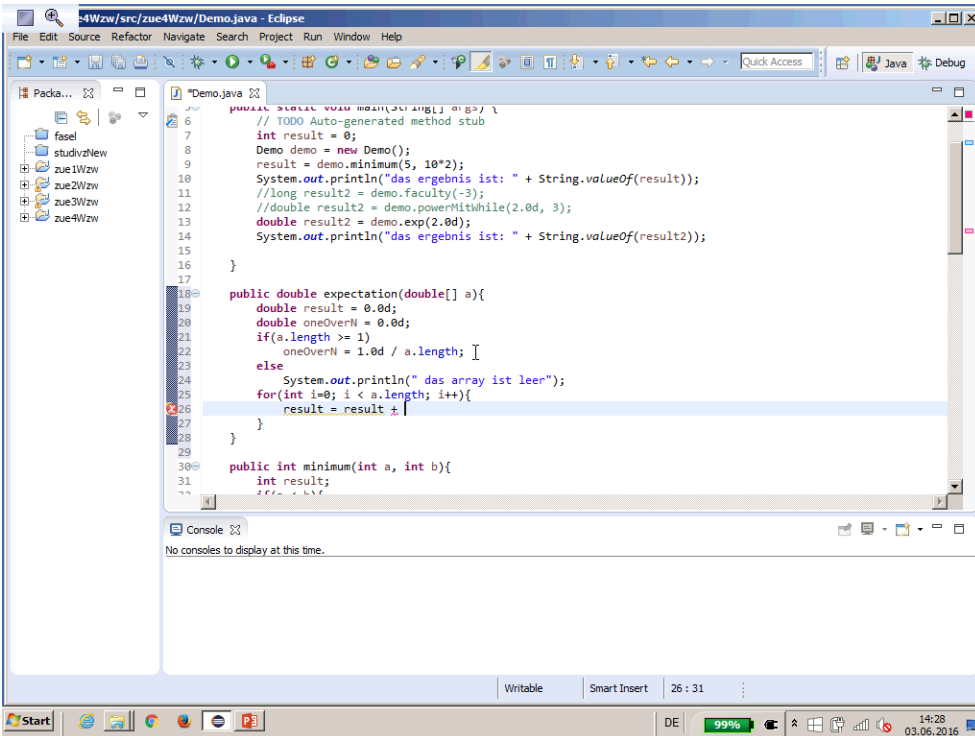 e4Wzw/src/zue4Wzw/Demo.java - Eclipse
File Edit Source Refactor Navigate Search Project Run Window Help
Quick Access
Java
Debug
Packa...
*Demo.java
fasel
studivzNew
zue1Wzw
zue2Wzw
zue3Wzw
zue4Wzw
public static void main(String[] args) {
6 // TODO Auto-generated method stub
7 int result = 0;
8 Demo demo = new Demo();
9 result = demo.minimum(5, 10*2);
10 System.out.println("das ergebnis ist: " + String.valueOf(result));
11 //long result2 = demo.faculty(-3);
12 //double result2 = demo.powerMitWhile(2.0d, 3);
13 double result2 = demo.exp(2.0d);
14 System.out.println("das ergebnis ist: " + String.valueOf(result2));
15
16 }
17
18 public double expectation(double[] a){
19 double result = 0.0d;
20 double oneOverN = 0.0d;
21 if(a.length >= 1)
22 oneOverN = 1.0d / a.length;
23 else
24 System.out.println(" das array ist leer");
25 for(int i=0; i < a.length; i++){
26 result = result +
27 }
28 }
29
30 public int minimum(int a, int b){
31 int result;
Console
No consoles to display at this time.
Writable
Smart Insert
26 : 31
Start
DE
99%
14:28
03.06.2016